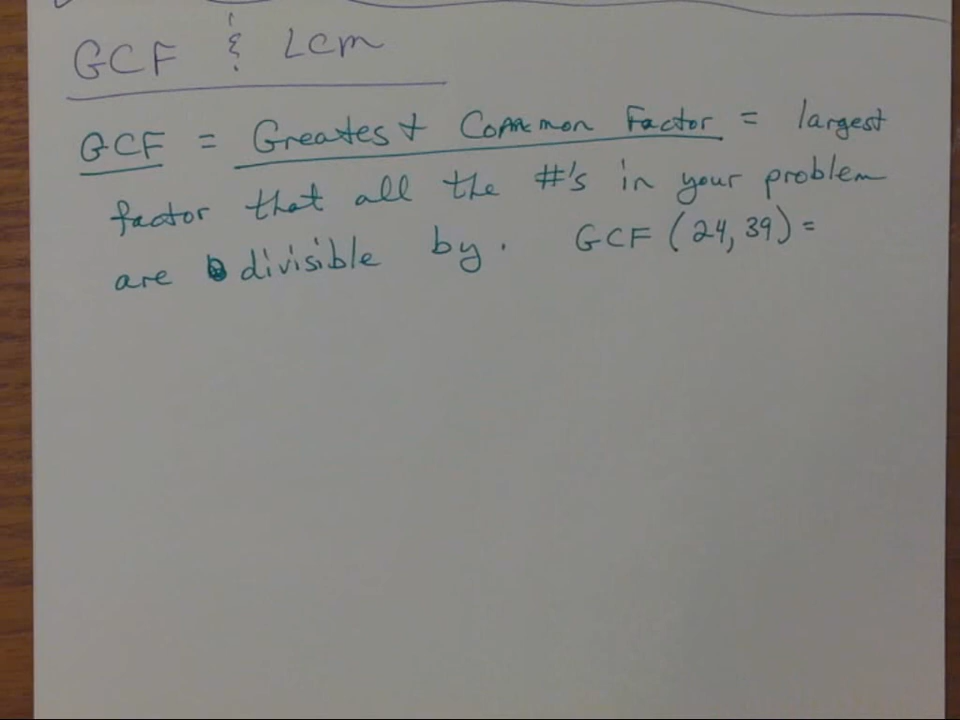 GCF & LCM
GCF = Greatest Common Factor = largest
factor that all the #'s in your problem
are divisible by. GCF (24, 39) =